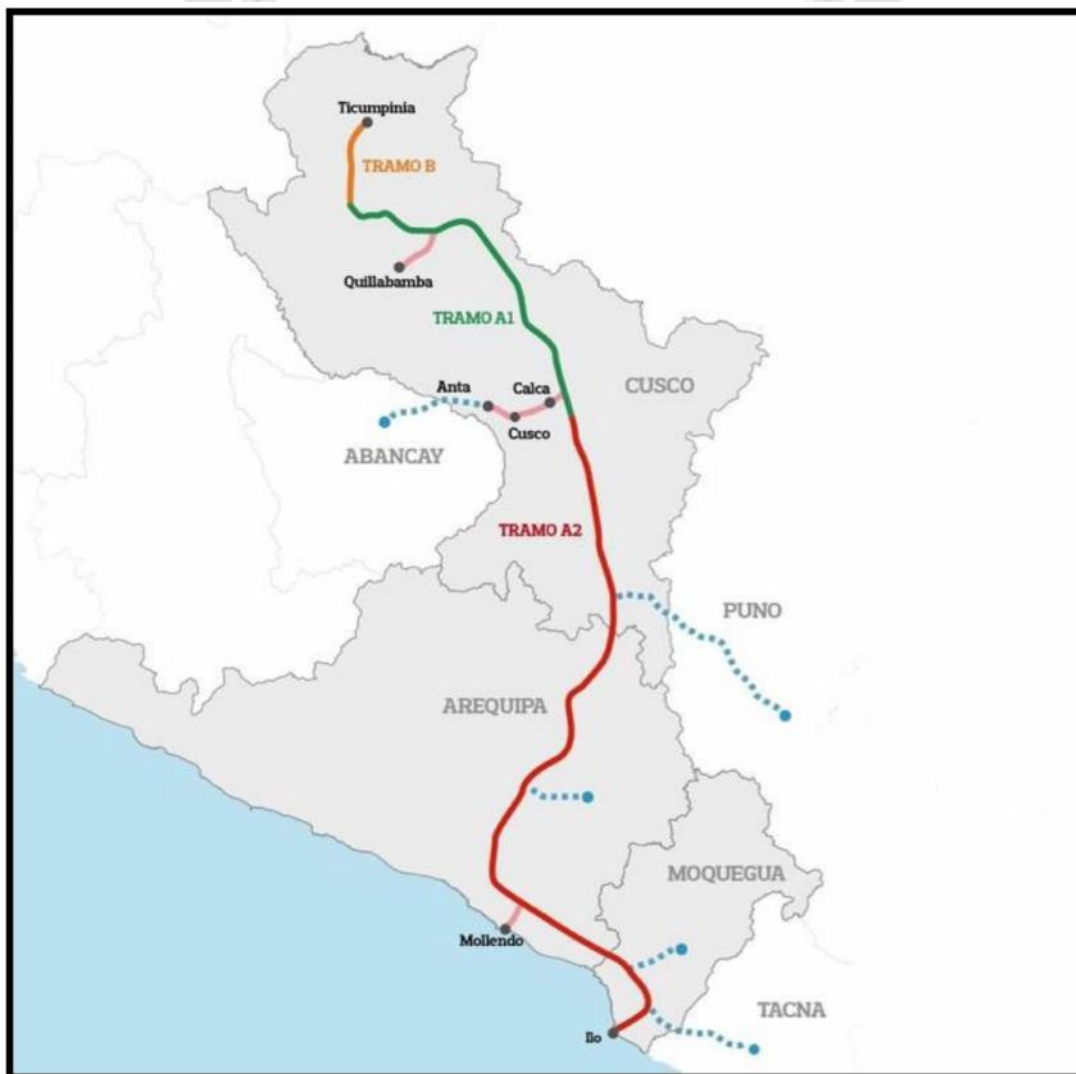 Ticumpinia
TRAMO B
Quillabamba
TRAMO A1
Anta
Calca
CUSCO
Cusco
ABANCAY
TRAMO A2
PUNO
AREQUIPA
MOQUEGUA
Mollendo
TACNA
Ilo